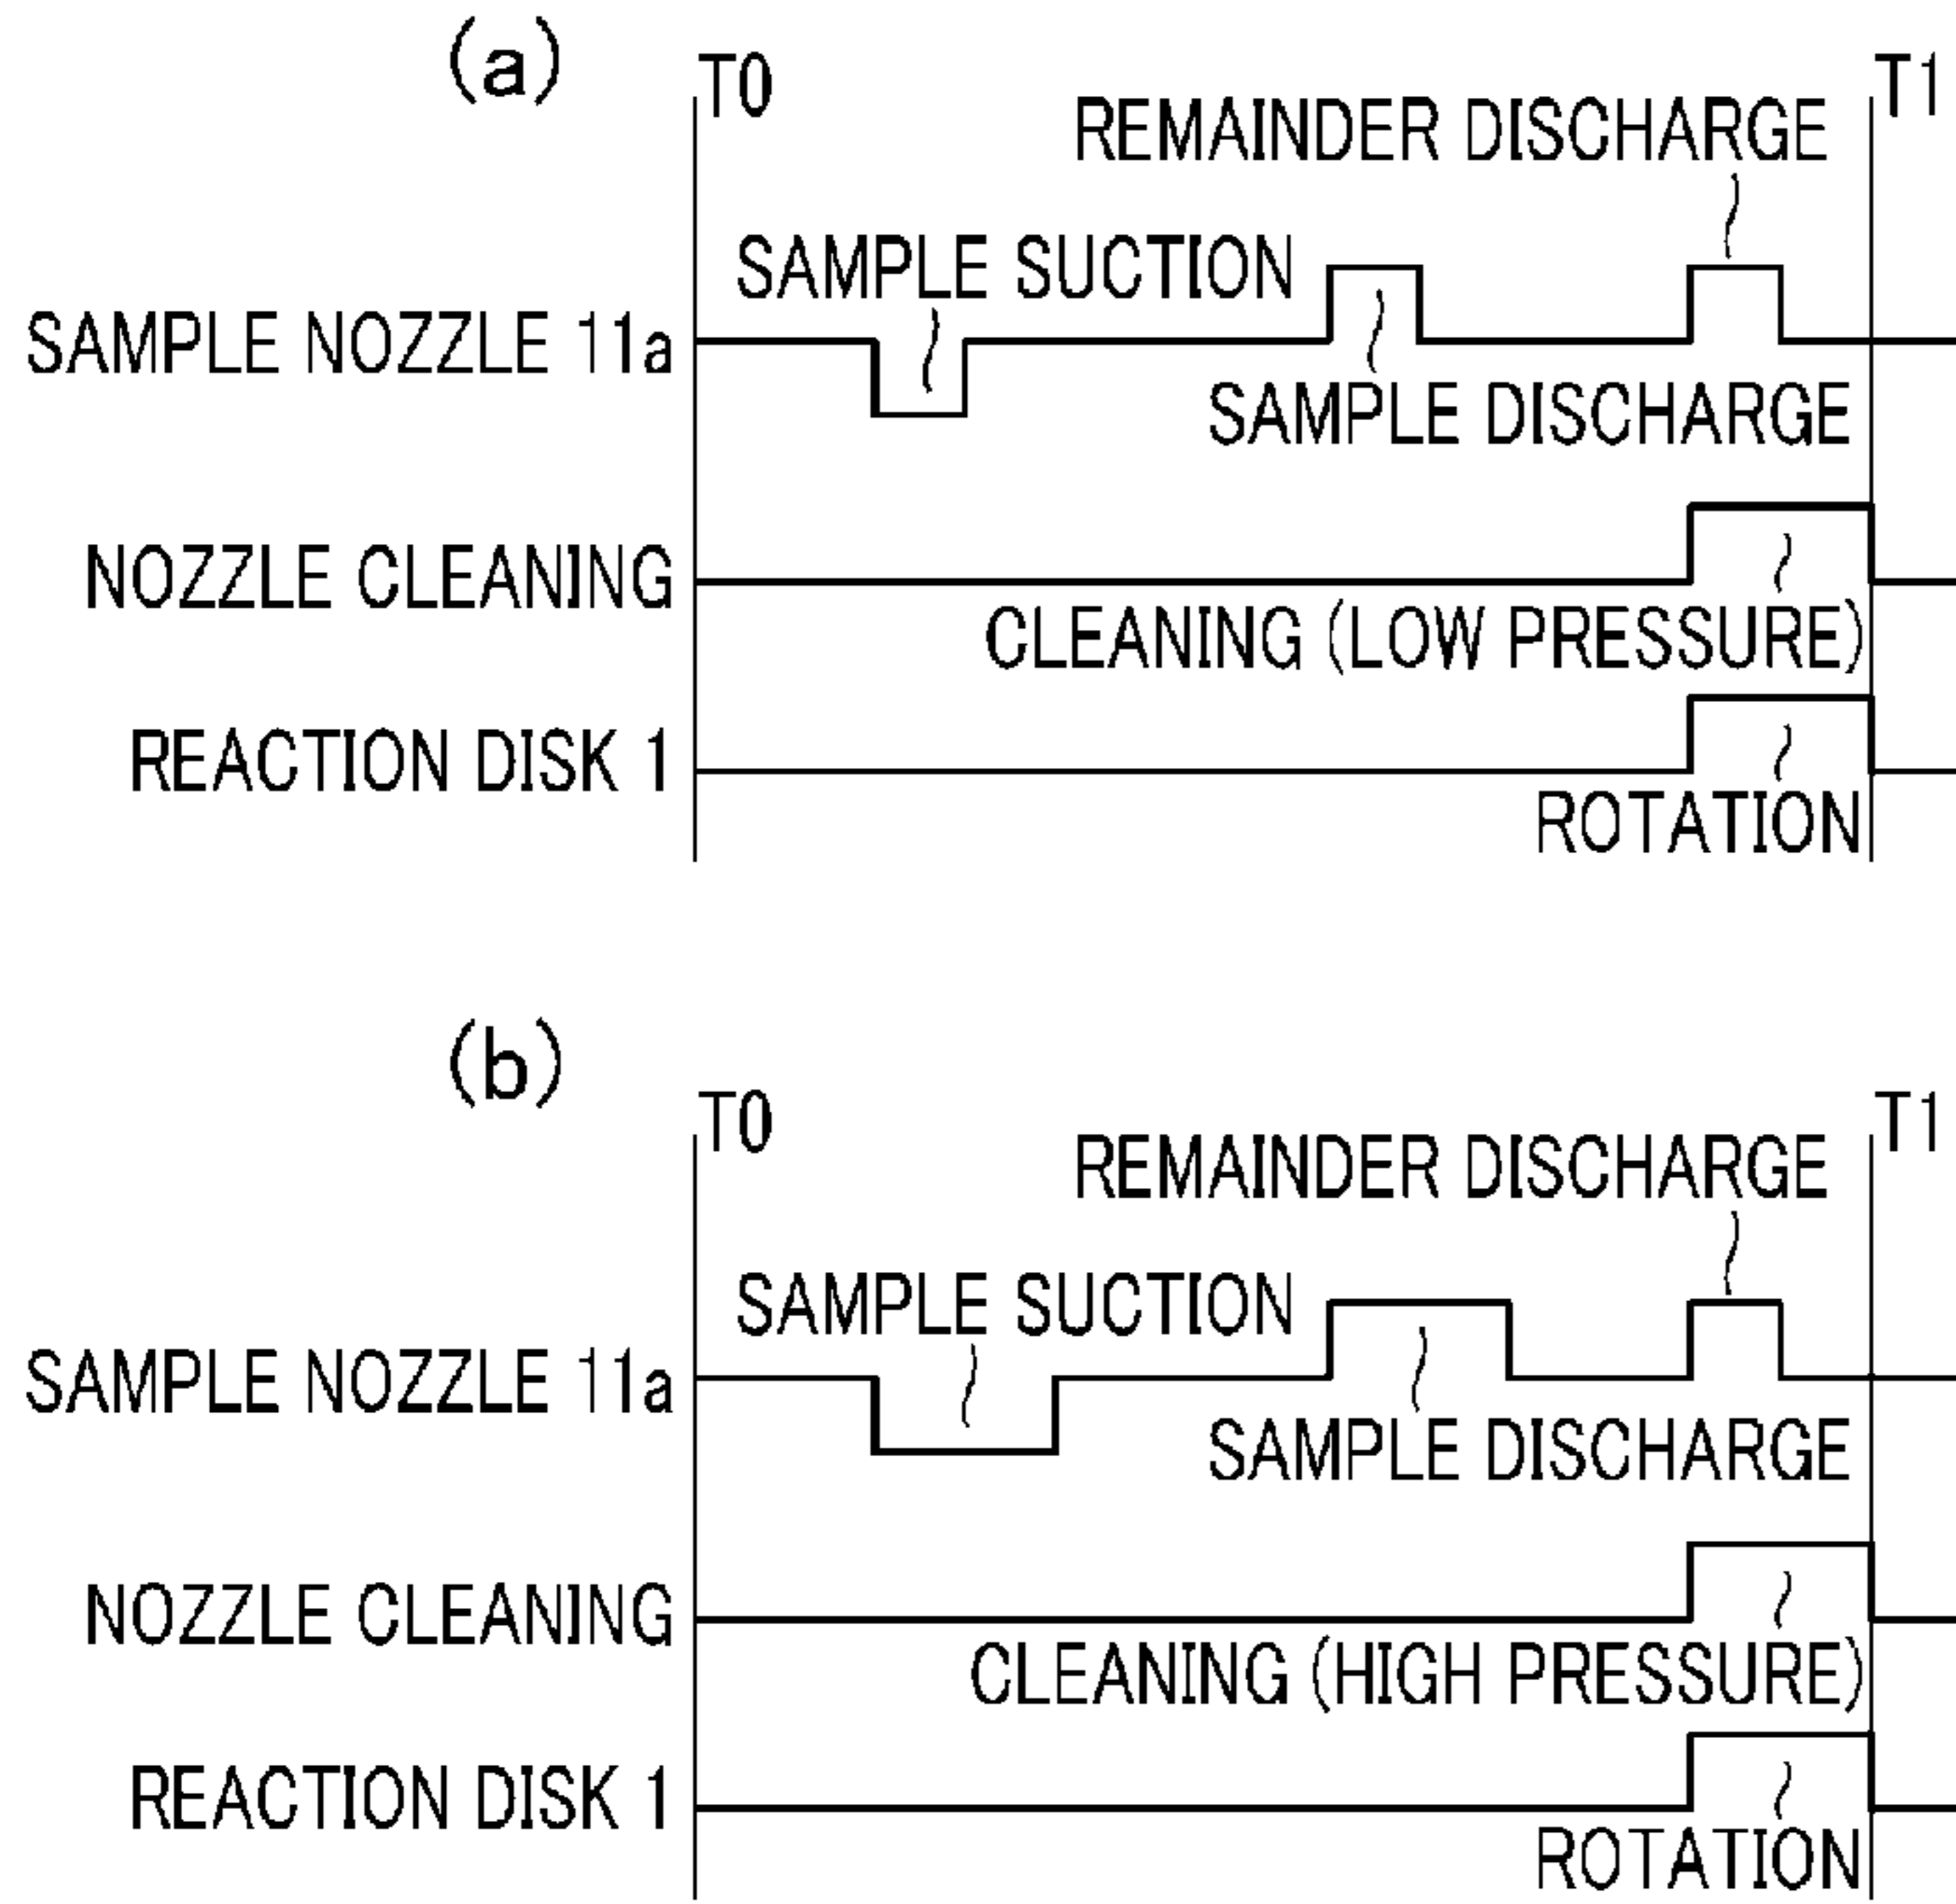 (a)
T0
T1
REMAINDER DISCHARGE
SAMPLE SUCTION
SAMPLE NOZZLE 11a
SAMPLE DISCHARGE
NOZZLE CLEANING
CLEANING (LOW PRESSURE)
REACTION DISK 1
ROTATION
(b)
T0
T1
REMAINDER DISCHARGE
SAMPLE SUCTION
SAMPLE NOZZLE 11a
SAMPLE DISCHARGE
NOZZLE CLEANING
CLEANING (HIGH PRESSURE)
REACTION DISK 1
ROTATION